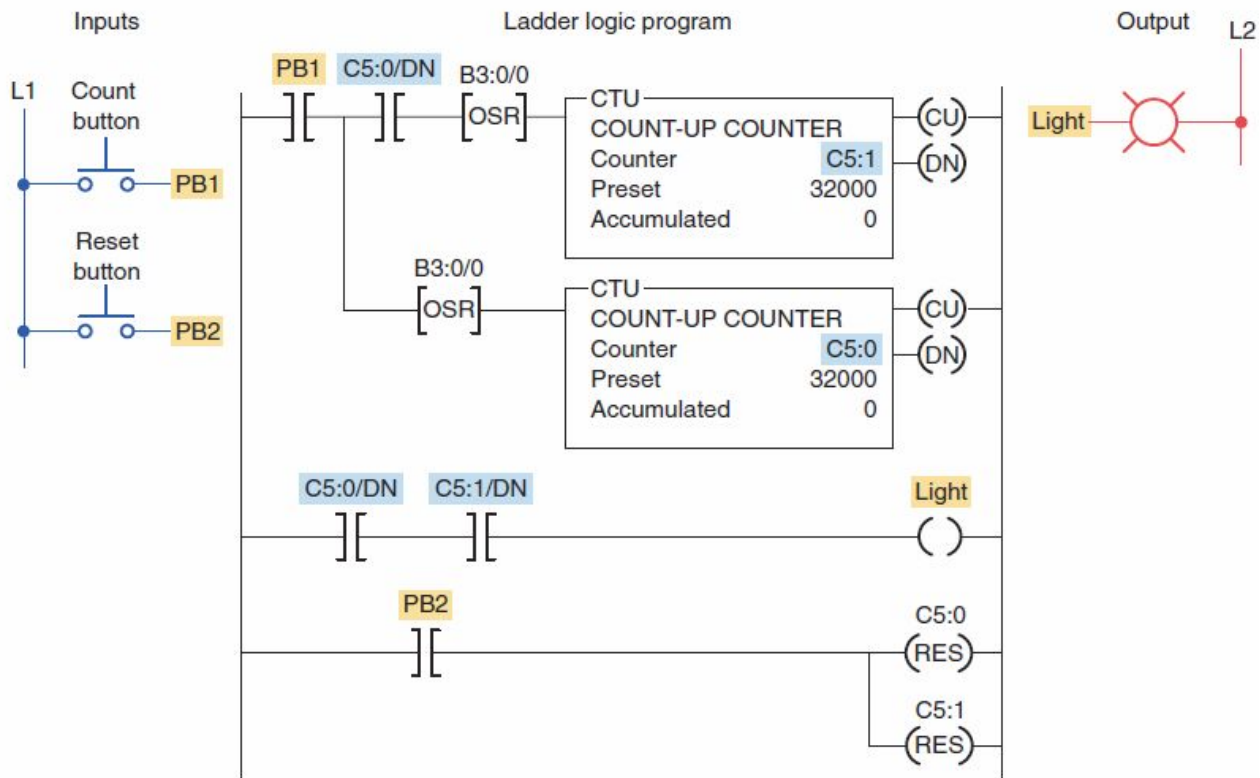 Inputs
Ladder logic program
Output
L2
L1
Count
button
PB1
Reset
button
PB2
PB1
C5:0/DN
B3:0/0
OSR
CTU
COUNT-UP COUNTER
Counter C5:1
Preset 32000
Accumulated 0
CU
DN
Light
B3:0/0
OSR
CTU
COUNT-UP COUNTER
Counter C5:0
Preset 32000
Accumulated 0
CU
DN
C5:0/DN
C5:1/DN
Light
PB2
C5:0
RES
C5:1
RES